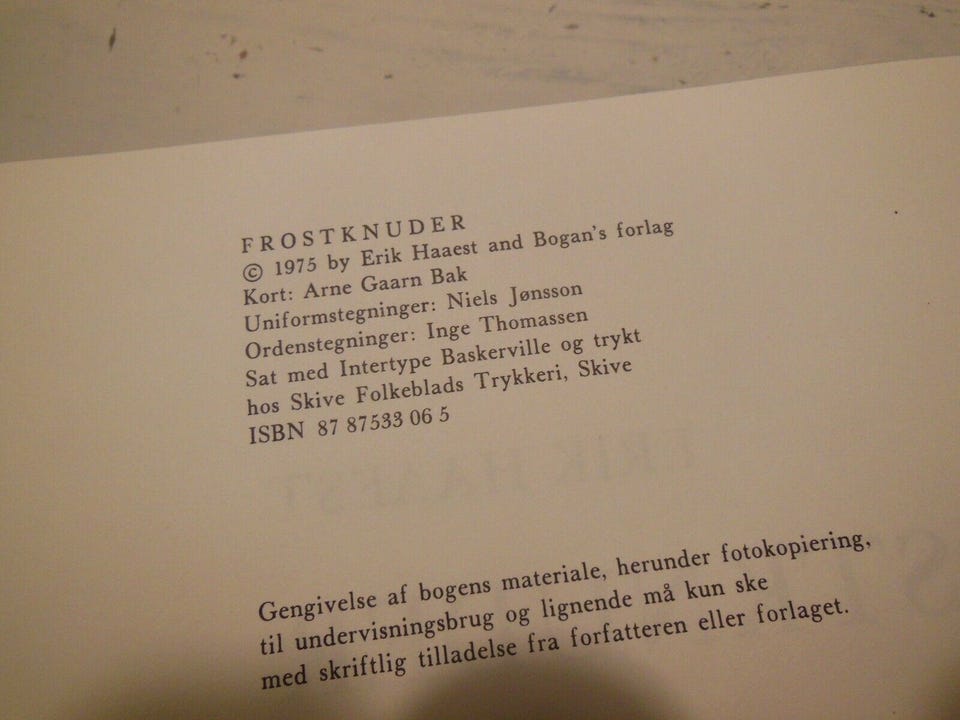 FROSTKNUDER
© 1975 by Erik Haaest and Bogan's forlag
Kort: Arne Gaarn Bak
Uniformstegninger: Niels Jønsson
Ordenstegninger: Inge Thomassen
Sat med Intertype Baskerville og trykt
hos Skive Folkeblads Trykkeri, Skive
ISBN 87 87533 06 5
ERIK HAAEST
Gengivelse af bogens materiale, herunder fotokopiering,
til undervisningsbrug og lignende må kun ske
med skriftlig tilladelse fra forfatteren eller forlaget.